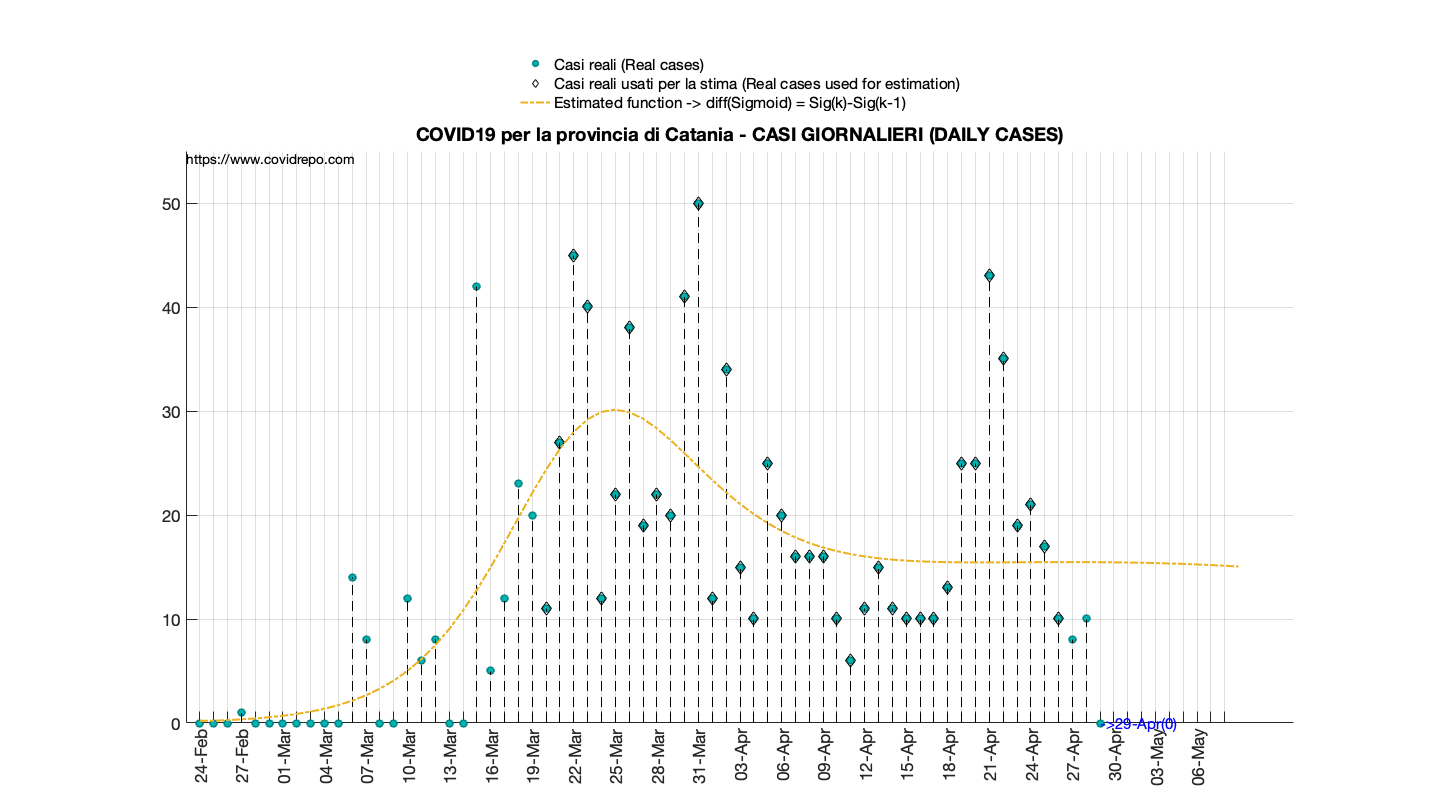 Casi reali (Real cases)
Casi reali usati per la stima (Real cases used for estimation)
Estimated function -> diff(Sigmoid) = Sig(k)-Sig(k-1)
COVID19 per la provincia di Catania - CASI GIORNALIERI (DAILY CASES)
https://www.covidrepo.com
50
40
30
20
10
0
->29-Apr(0)
24-Feb
27-Feb
01-Mar
04-Mar
07-Mar
10-Mar
13-Mar
16-Mar
19-Mar
22-Mar
25-Mar
28-Mar
31-Mar
03-Apr
06-Apr
09-Apr
12-Apr
15-Apr
18-Apr
21-Apr
24-Apr
27-Apr
30-Apr
03-May
06-May